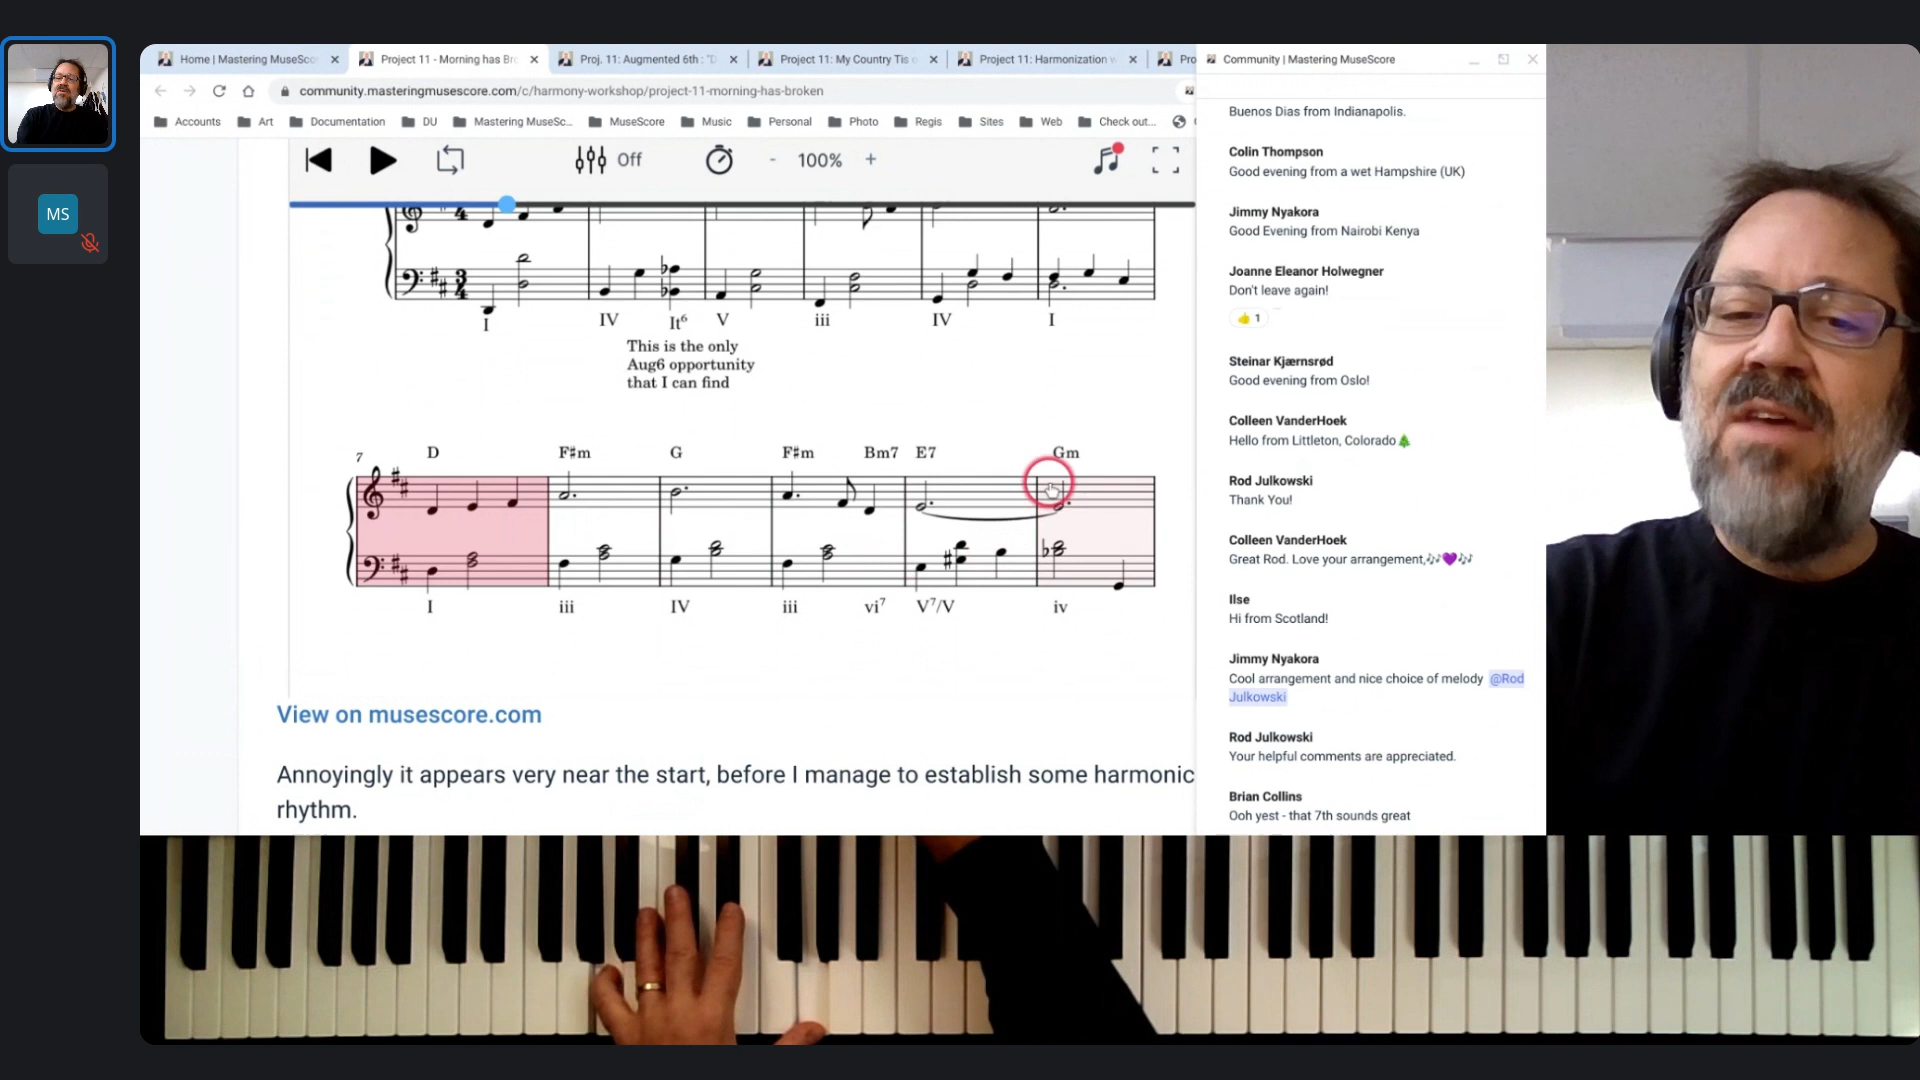 MS
Home | Mastering MuseSco
Project 11 - Morning has Br
Proj. 11: Augmented 6th : "D
Project 11: My Country Tis
Project 11: Harmonization
Pro
Community | Mastering MuseScore
community.masteringmusescore.com/c/harmony-workshop/project-11-morning-has-broken
Accounts Art Documentation DU Mastering MuseSc... MuseScore Music Personal Photo Regis Sites Web Check out...
Off - 100% +
3
4
I IV It6 V iii IV I
This is the only
Aug6 opportunity
that I can find
7 D F♯m G F♯m Bm7 E7 Gm
I iii IV iii vi7 V7/V iv
View on musescore.com
Annoyingly it appears very near the start, before I manage to establish some harmonic
rhythm.
Buenos Dias from Indianapolis.
Colin Thompson
Good evening from a wet Hampshire (UK)
Jimmy Nyakora
Good Evening from Nairobi Kenya
Joanne Eleanor Holwegner
Don't leave again!
👍 1
Steinar Kjærnsrød
Good evening from Oslo!
Colleen VanderHoek
Hello from Littleton, Colorado🎄
Rod Julkowski
Thank You!
Colleen VanderHoek
Great Rod. Love your arrangement,🎶💜🎶
Ilse
Hi from Scotland!
Jimmy Nyakora
Cool arrangement and nice choice of melody @Rod
Julkowski
Rod Julkowski
Your helpful comments are appreciated.
Brian Collins
Ooh yest - that 7th sounds great